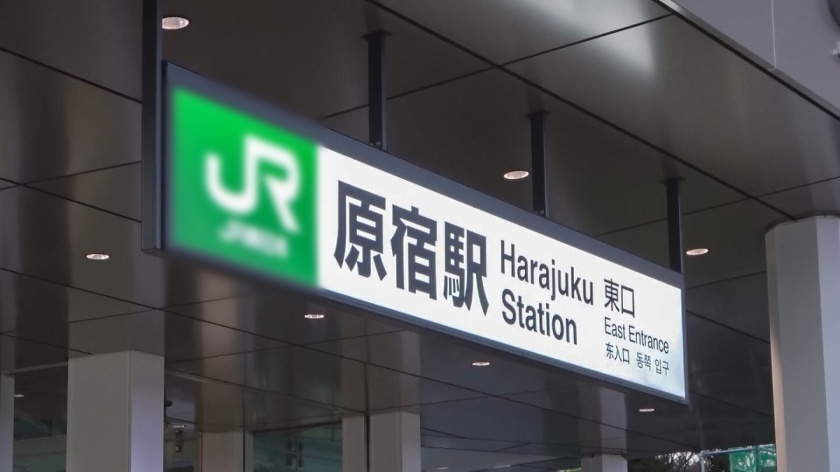 JR
原宿駅
Harajuku
Station
東口
East Entrance
东入口 동쪽 입구